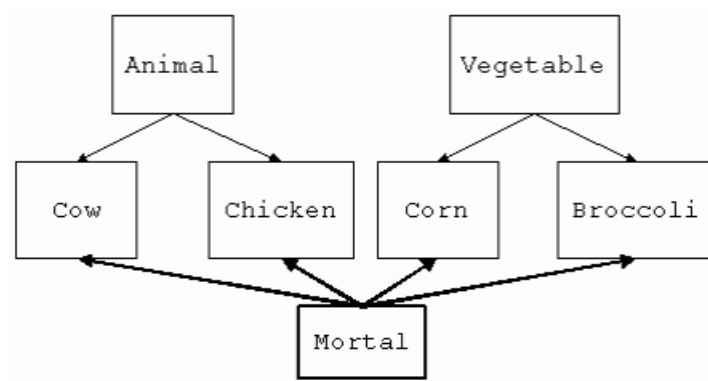 Animal
Vegetable
Cow
Chicken
Corn
Broccoli
Mortal